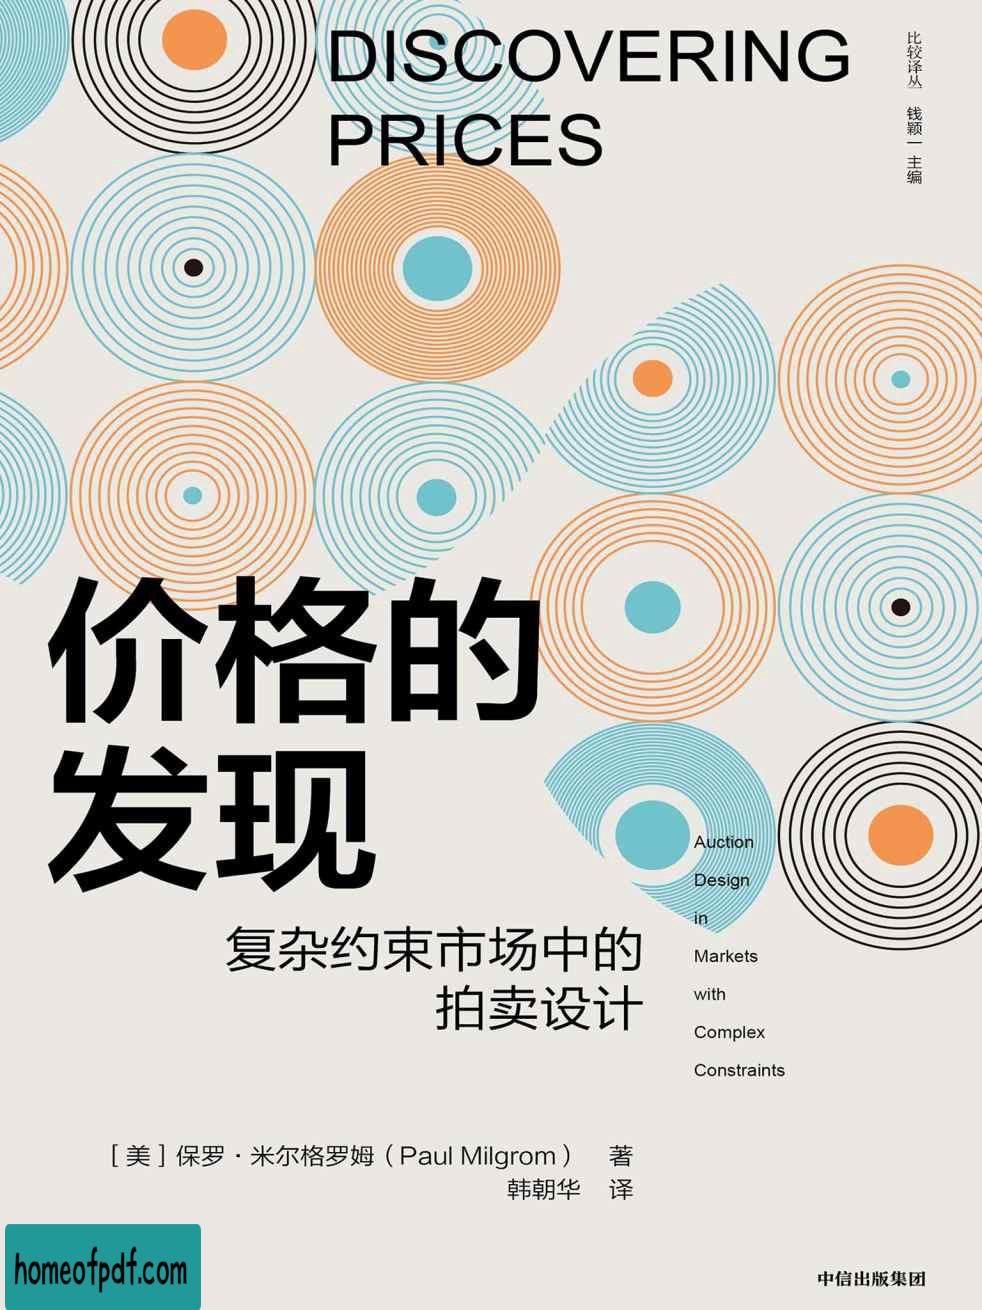 DISCOVERING
PRICES
比较译丛 钱颖一 主编
价格的
发现
复杂约束市场中的
拍卖设计
Auction
Design
in
Markets
with
Complex
Constraints
[美]保罗·米尔格罗姆（Paul Milgrom） 著
韩朝华 译
homeofpdf.com
中信出版集团